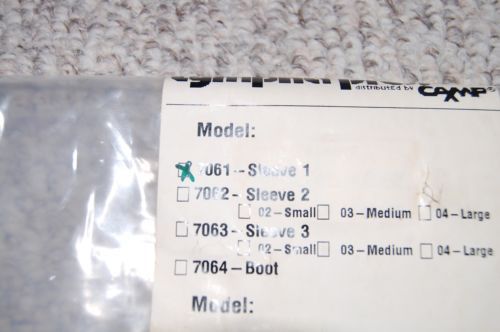 distributed by CAMP®
Model:
7061-Sleeve 1
7062-Sleeve 2
02-Small 03-Medium 04-Large
7063-Sleeve 3
02-Small 03-Medium 04-Large
7064-Boot
Model: